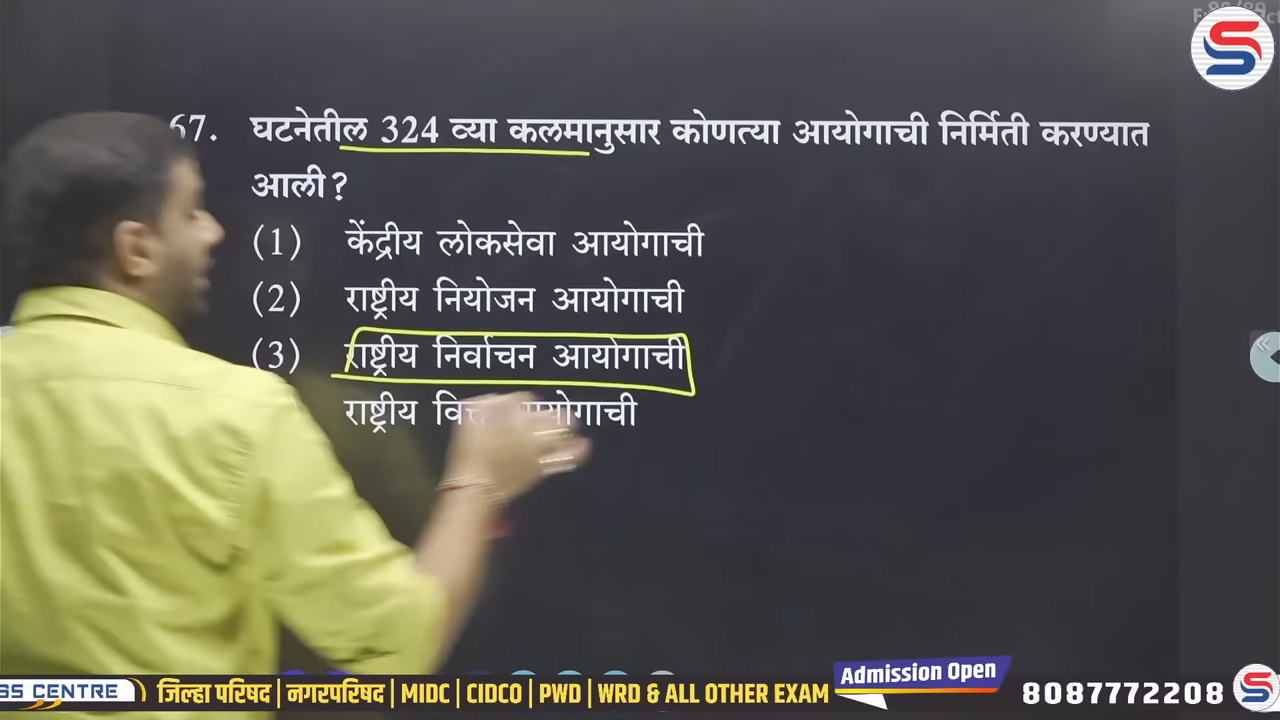 67. घटनेतील 324 व्या कलमानुसार कोणत्या आयोगाची निर्मिती करण्यात
आली?
(1) केंद्रीय लोकसेवा आयोगाची
(2) राष्ट्रीय नियोजन आयोगाची
(3) राष्ट्रीय निर्वाचन आयोगाची
राष्ट्रीय
CENTRE जिल्हा परिषद | नगरपरिषद | MIDC | CIDCO | PWD | WRD & ALL OTHER EXAM Admission Open 8087772208